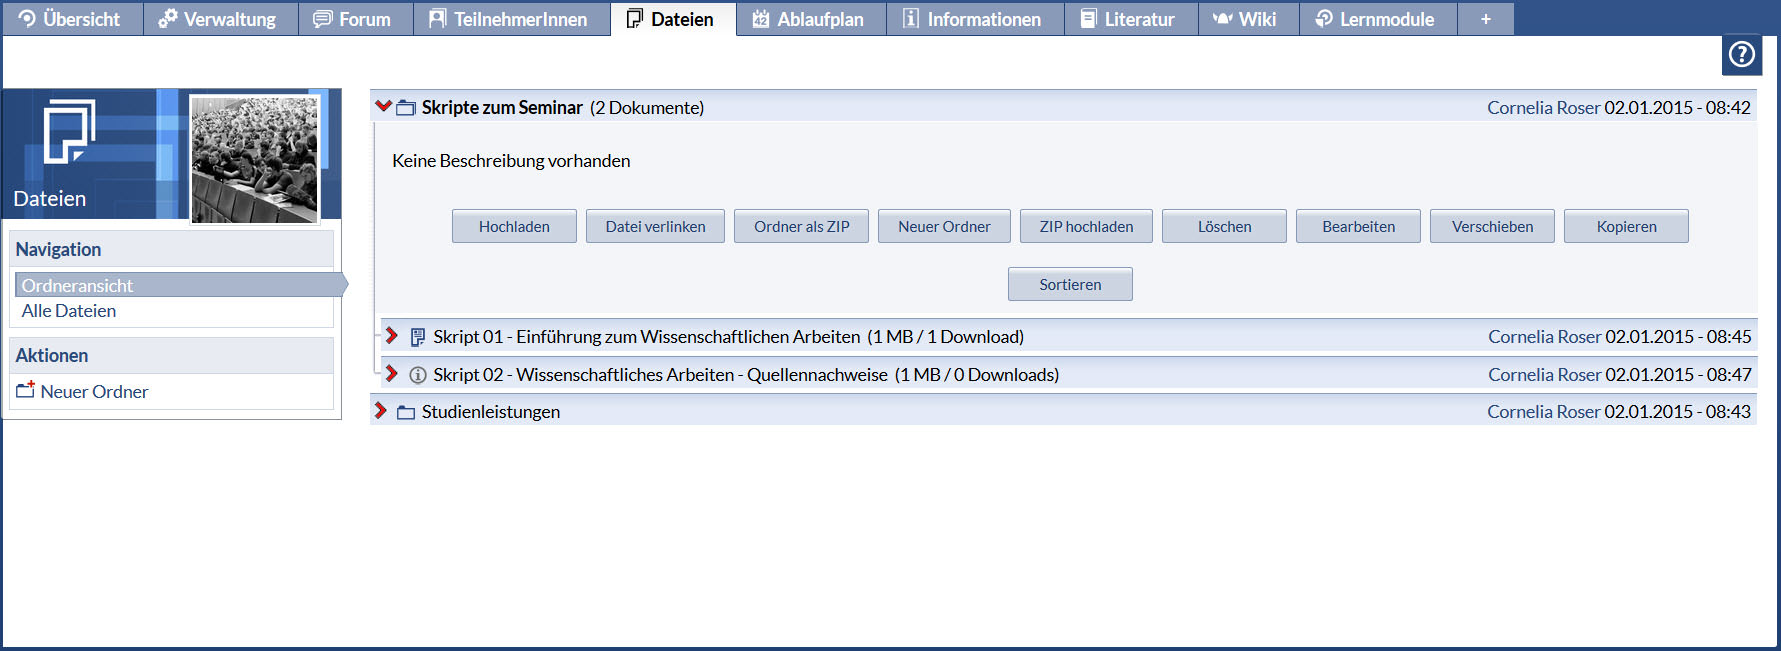 Übersicht Verwaltung Forum TeilnehmerInnen Dateien 42 Ablaufplan Informationen Literatur Wiki Lernmodule +
?
Dateien
Navigation
Ordneransicht
Alle Dateien
Aktionen
Neuer Ordner
Skripte zum Seminar (2 Dokumente) Cornelia Roser 02.01.2015 - 08:42
Keine Beschreibung vorhanden
Hochladen Datei verlinken Ordner als ZIP Neuer Ordner ZIP hochladen Löschen Bearbeiten Verschieben Kopieren
Sortieren
Skript 01 - Einführung zum Wissenschaftlichen Arbeiten (1 MB / 1 Download) Cornelia Roser 02.01.2015 - 08:45
Skript 02 - Wissenschaftliches Arbeiten - Quellennachweise (1 MB / 0 Downloads) Cornelia Roser 02.01.2015 - 08:47
Studienleistungen Cornelia Roser 02.01.2015 - 08:43